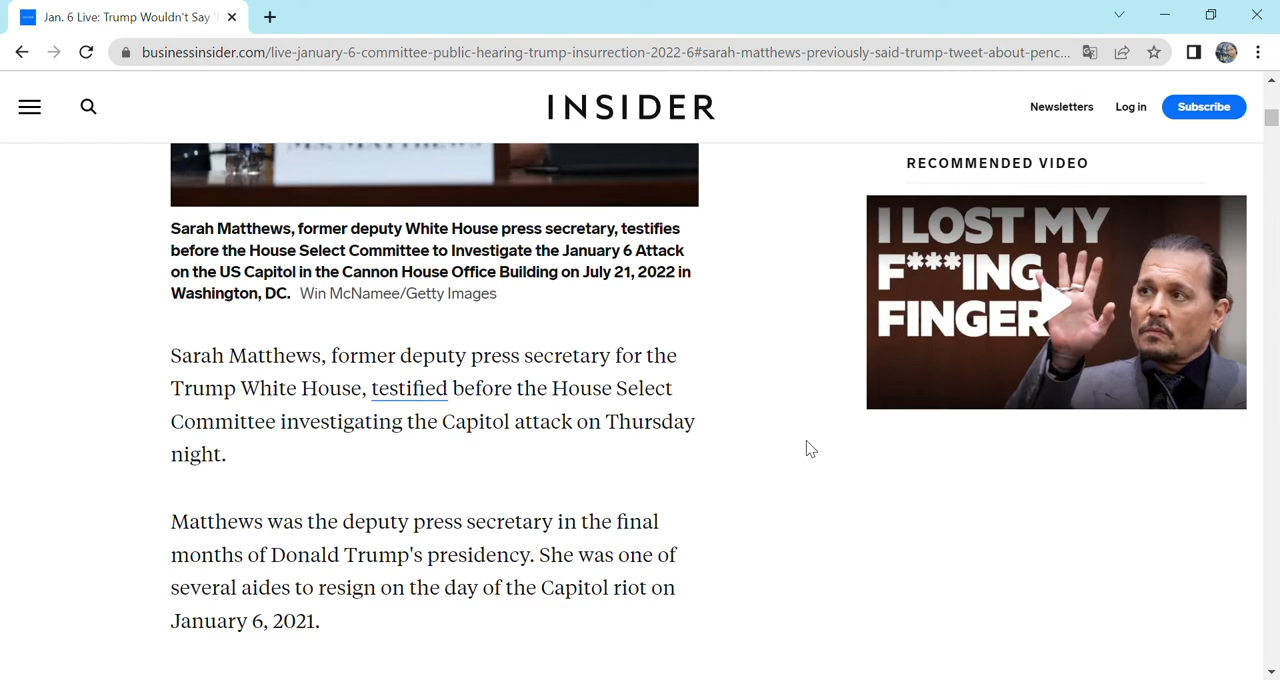 Jan. 6 Live: Trump Wouldn't Say
businessinsider.com/live-january-6-committee-public-hearing-trump-insurrection-2022-6#sarah-matthews-previously-said-trump-tweet-about-penc...
INSIDER
Newsletters
Log in
Subscribe
Sarah Matthews, former deputy White House press secretary, testifies
before the House Select Committee to Investigate the January 6 Attack
on the US Capitol in the Cannon House Office Building on July 21, 2022 in
Washington, DC. Win McNamee/Getty Images
Sarah Matthews, former deputy press secretary for the
Trump White House, testified before the House Select
Committee investigating the Capitol attack on Thursday
night.
Matthews was the deputy press secretary in the final
months of Donald Trump's presidency. She was one of
several aides to resign on the day of the Capitol riot on
January 6, 2021.
RECOMMENDED VIDEO
I LOST MY
F***ING
FINGER